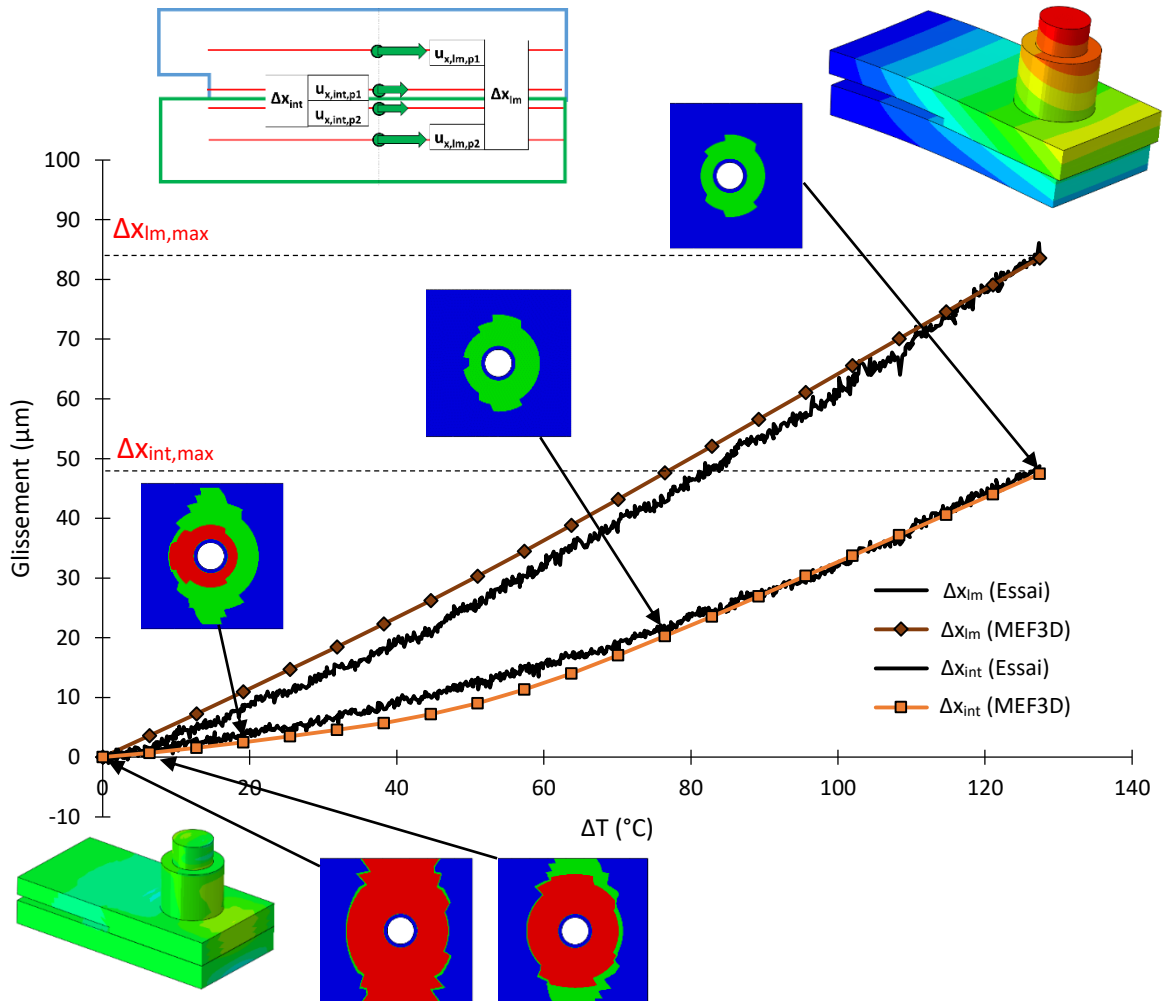 u_x,lm,p1
Δx_int
u_x,int,p1
Δx_lm
u_x,int,p2
u_x,lm,p2
100
90
80
70
60
50
40
30
20
10
0
-10
Glissement (µm)
Δx_lm,max
Δx_int,max
Δx_lm (Essai)
Δx_lm (MEF3D)
Δx_int (Essai)
Δx_int (MEF3D)
0
20
40
60
80
100
120
140
ΔT (°C)